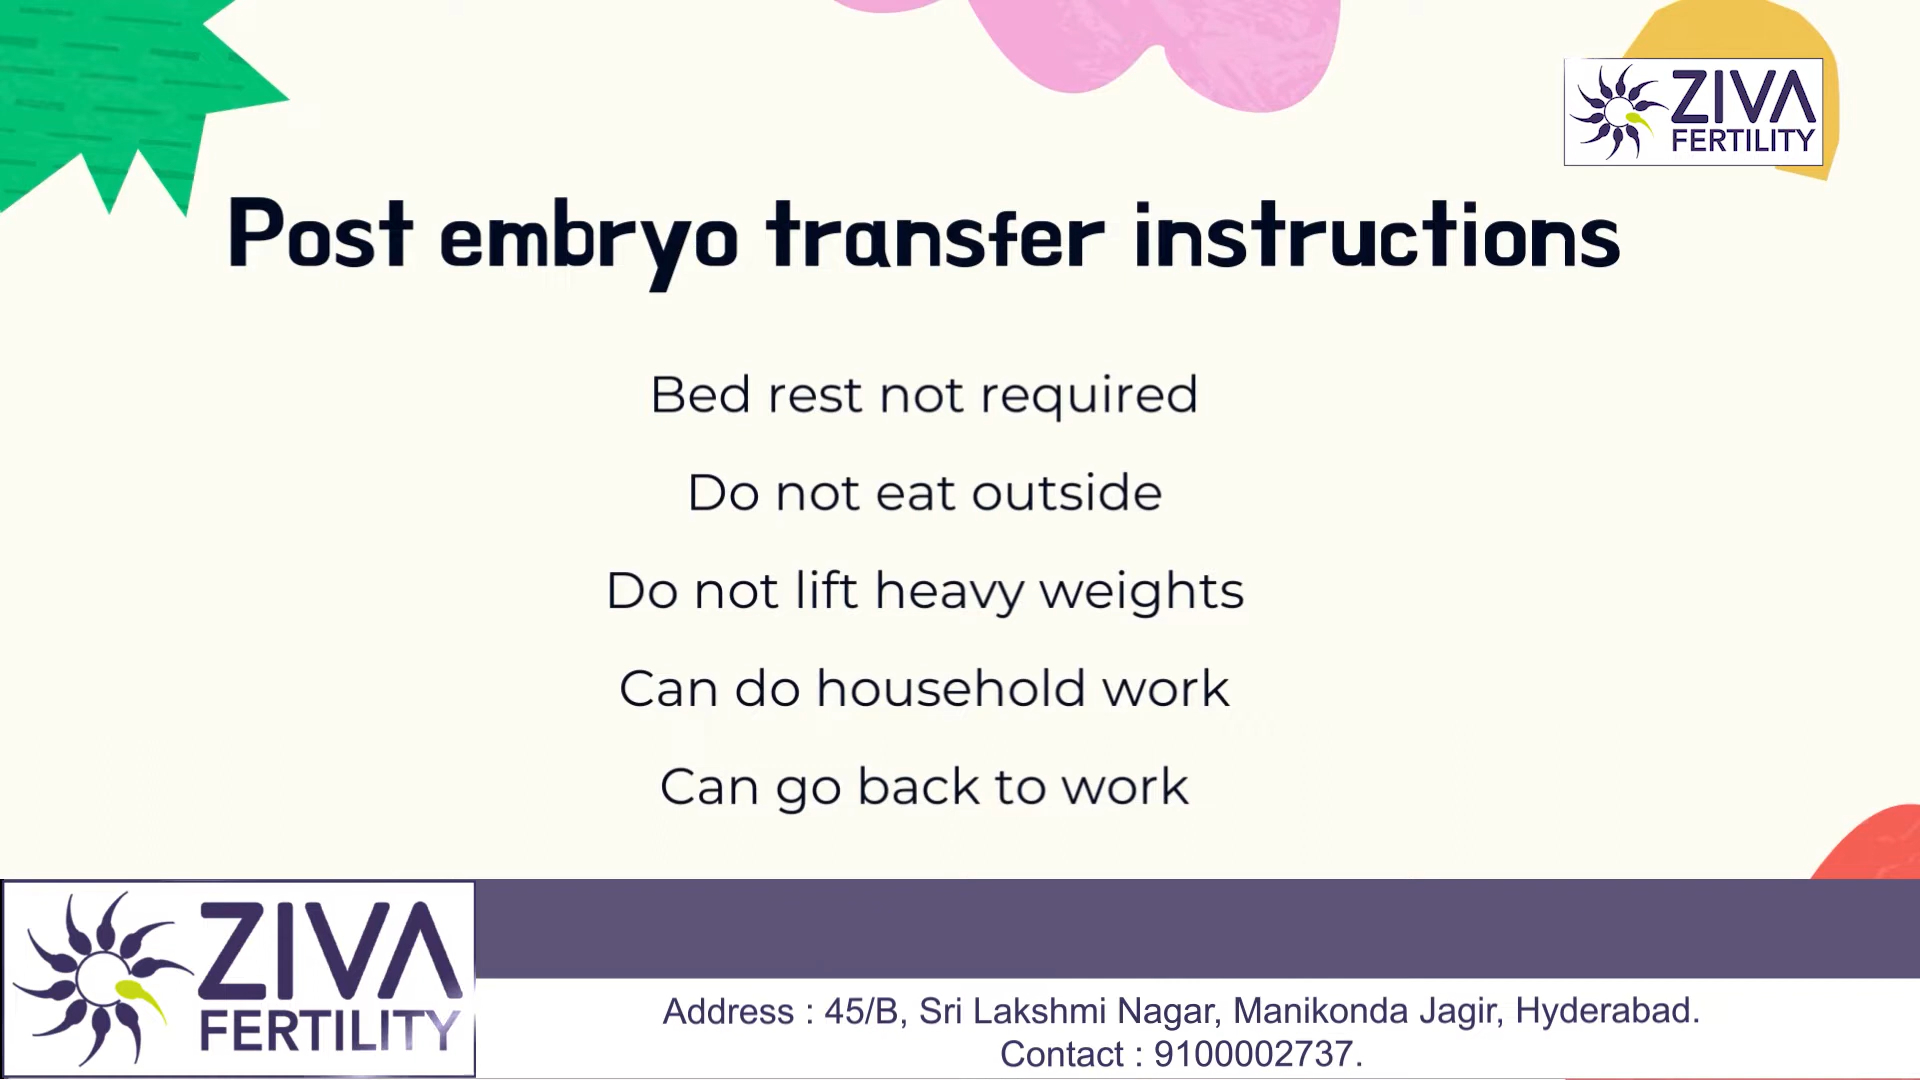 ZIVA
FERTILITY
Post embryo transfer instructions
Bed rest not required
Do not eat outside
Do not lift heavy weights
Can do household work
Can go back to work
ZIVA
FERTILITY
Address : 45/B, Sri Lakshmi Nagar, Manikonda Jagir, Hyderabad.
Contact : 9100002737.